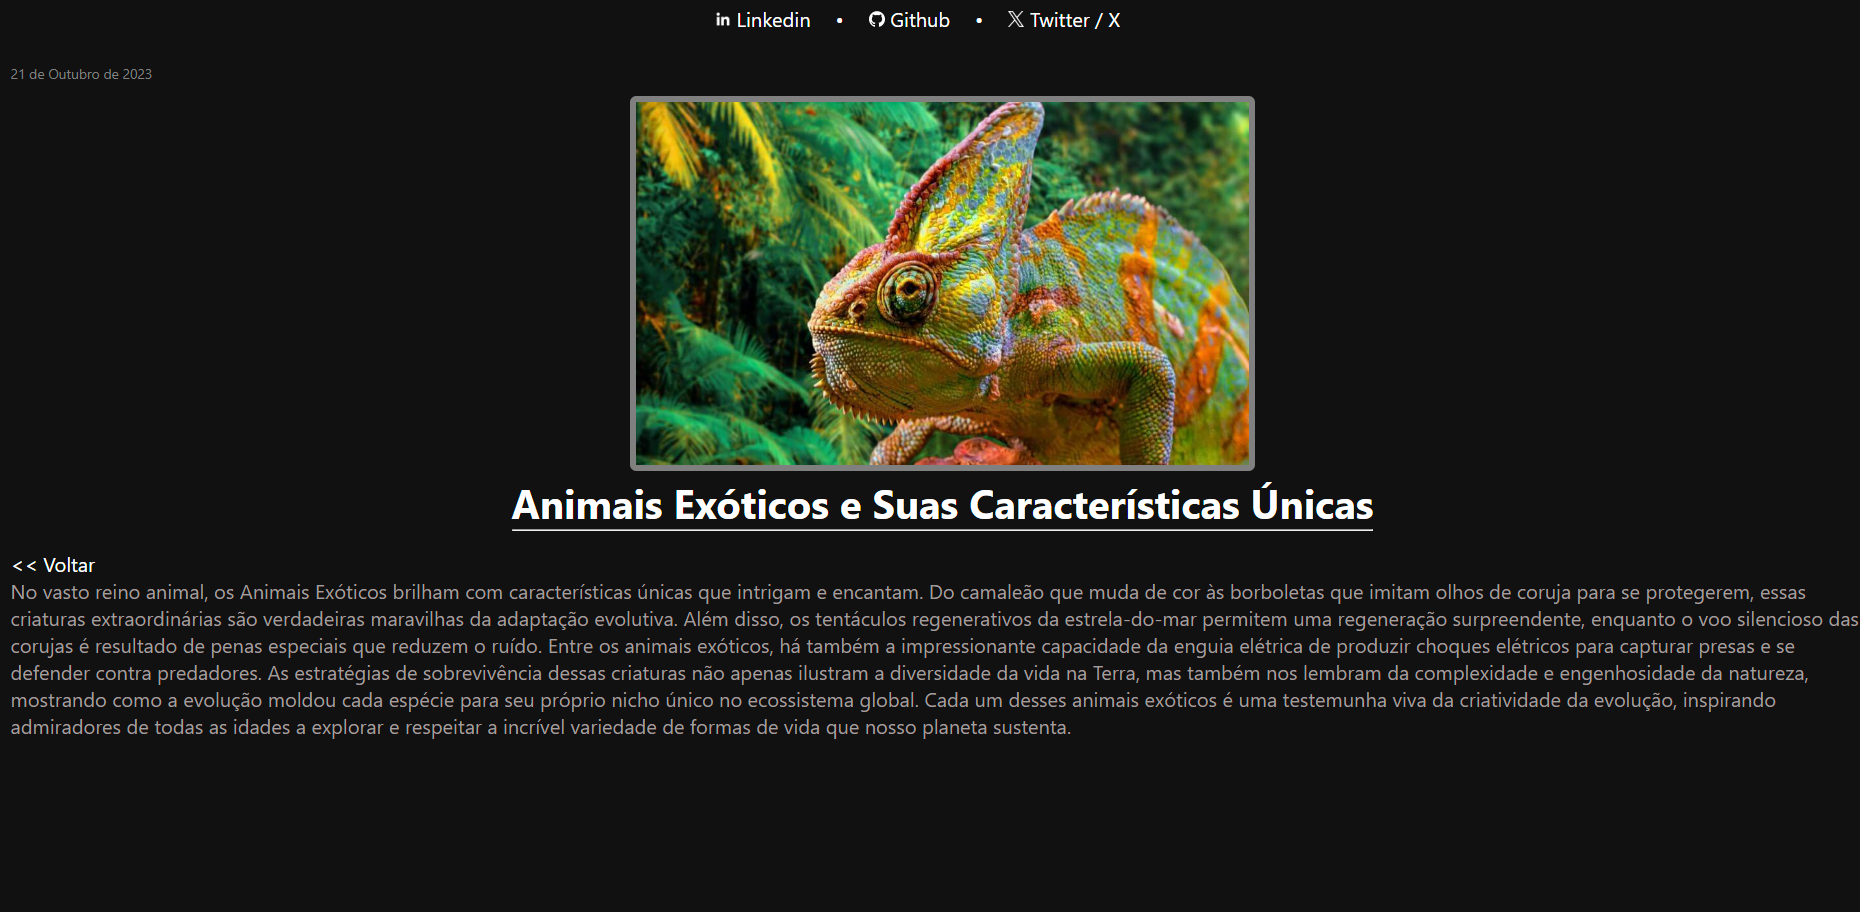 in Linkedin • Github • X Twitter / X
21 de Outubro de 2023
Animais Exóticos e Suas Características Únicas
<< Voltar
No vasto reino animal, os Animais Exóticos brilham com características únicas que intrigam e encantam. Do camaleão que muda de cor às borboletas que imitam olhos de coruja para se protegerem, essas
criaturas extraordinárias são verdadeiras maravilhas da adaptação evolutiva. Além disso, os tentáculos regenerativos da estrela-do-mar permitem uma regeneração surpreendente, enquanto o voo silencioso das
corujas é resultado de penas especiais que reduzem o ruído. Entre os animais exóticos, há também a impressionante capacidade da enguia elétrica de produzir choques elétricos para capturar presas e se
defender contra predadores. As estratégias de sobrevivência dessas criaturas não apenas ilustram a diversidade da vida na Terra, mas também nos lembram da complexidade e engenhosidade da natureza,
mostrando como a evolução moldou cada espécie para seu próprio nicho único no ecossistema global. Cada um desses animais exóticos é uma testemunha viva da criatividade da evolução, inspirando
admiradores de todas as idades a explorar e respeitar a incrível variedade de formas de vida que nosso planeta sustenta.